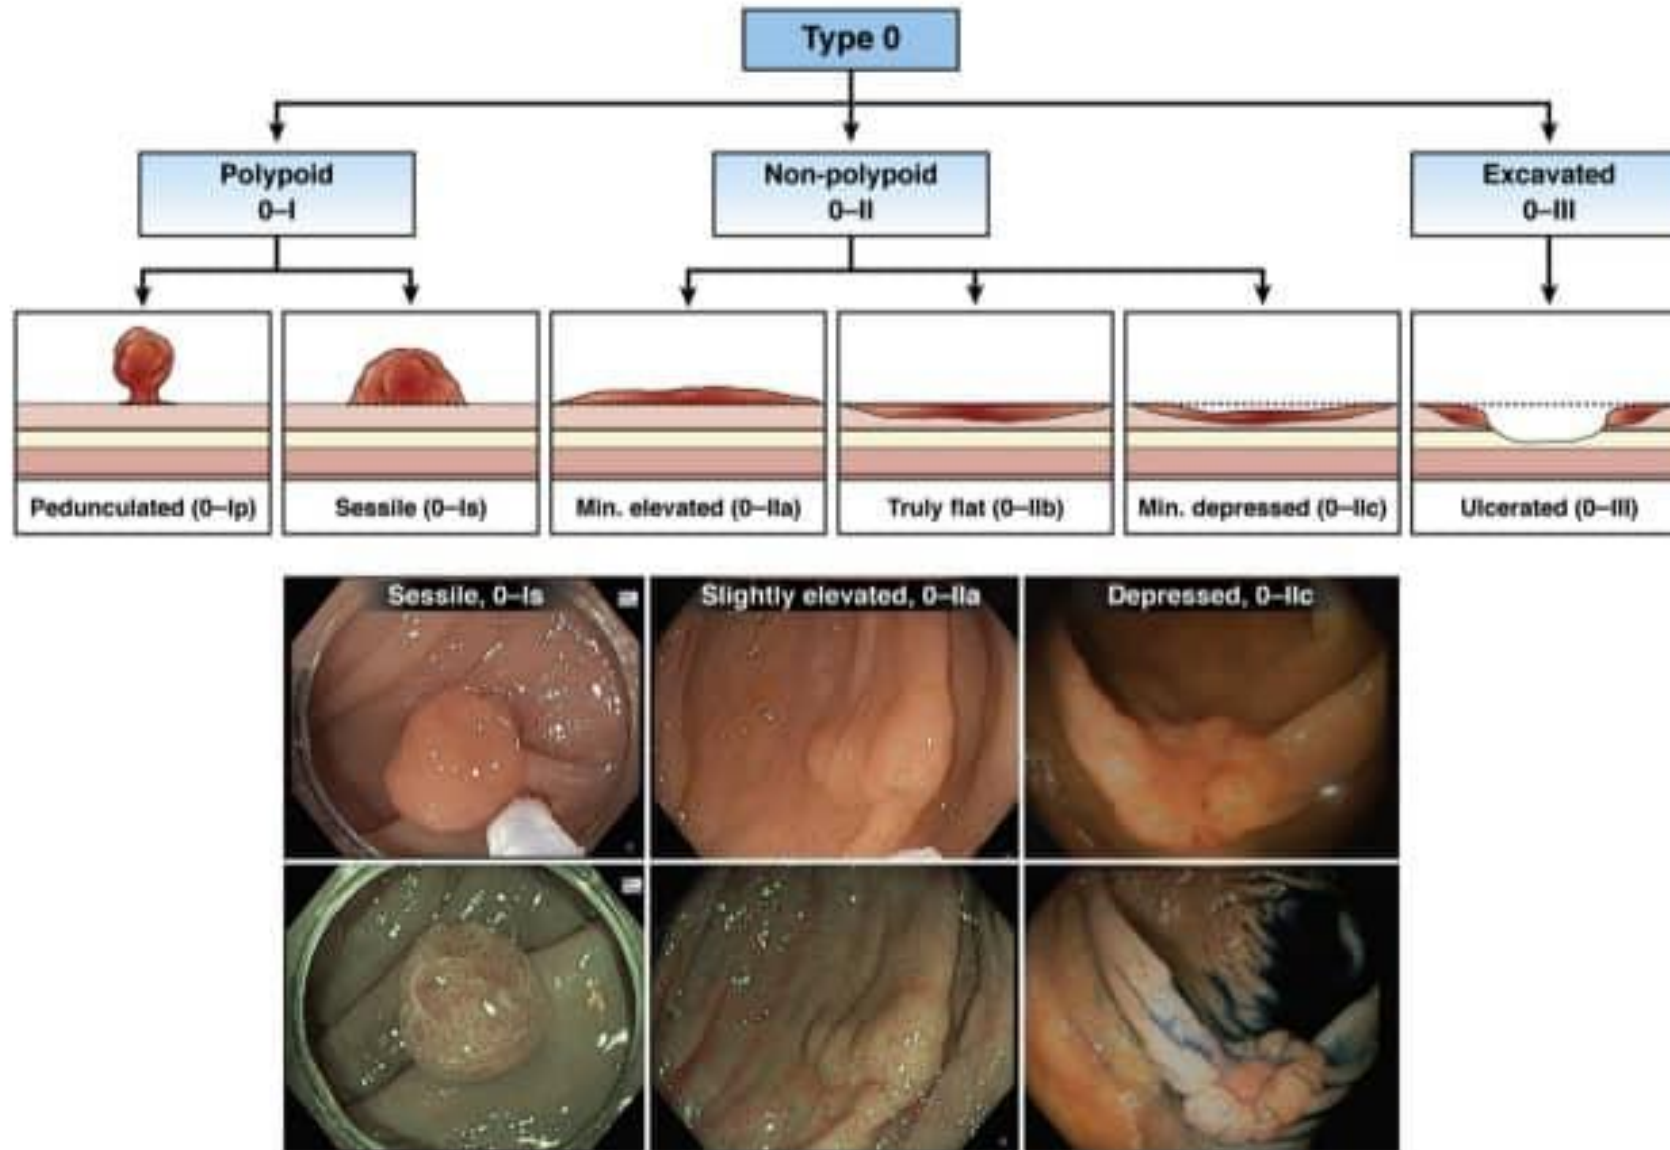 Type 0
Polypoid
0–I
Non-polypoid
0–II
Excavated
0–III
Pedunculated (0–Ip)
Sessile (0–Is)
Min. elevated (0–IIa)
Truly flat (0–IIb)
Min. depressed (0–IIc)
Ulcerated (0–III)
Sessile, 0–Is
Slightly elevated, 0–IIa
Depressed, 0–IIc